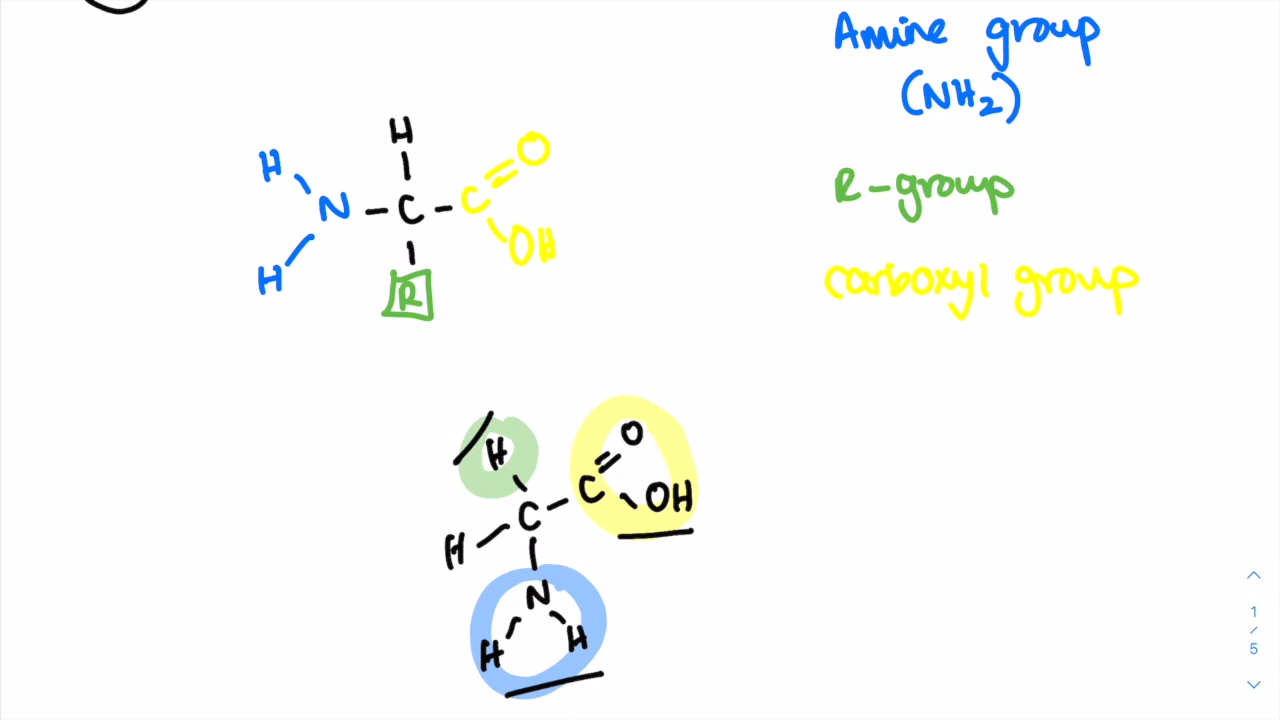 Amine group
(NH2)
H
H
O
N - C - C
OH
H
R
R-group
carboxyl group
H
O
C
OH
C
H
N
H
H
1
/
5